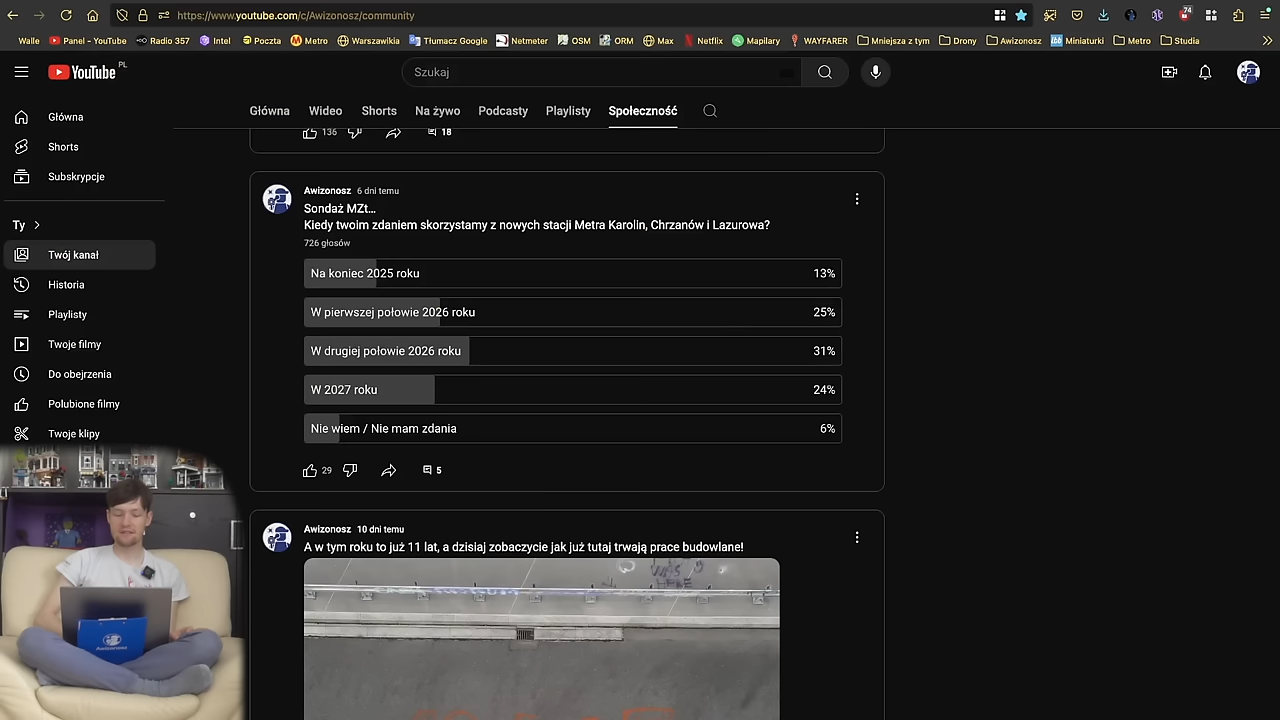 https://www.youtube.com/c/Awizonosz/community
74
Walle Panel - YouTube Radio 357 Intel Poczta Metro Warszawikia Tłumacz Google Netmeter OSM ORM Max Netflix Mapilary WAYFARER Mniejsza z tym Drony Awizonosz Miniaturki Metro Studia
YouTube PL
Szukaj
Główna Wideo Shorts Na żywo Podcasty Playlisty Społeczność
136 18
Główna
Shorts
Subskrypcje
Ty
Twój kanał
Historia
Playlisty
Twoje filmy
Do obejrzenia
Polubione filmy
Twoje klipy
Awizonosz 6 dni temu
Sondaż MZt...
Kiedy twoim zdaniem skorzystamy z nowych stacji Metra Karolin, Chrzanów i Lazurowa?
726 głosów
Na koniec 2025 roku 13%
W pierwszej połowie 2026 roku 25%
W drugiej połowie 2026 roku 31%
W 2027 roku 24%
Nie wiem / Nie mam zdania 6%
29 5
Awizonosz 10 dni temu
A w tym roku to już 11 lat, a dzisiaj zobaczycie jak już tutaj trwają prace budowlane!
Awizonosz